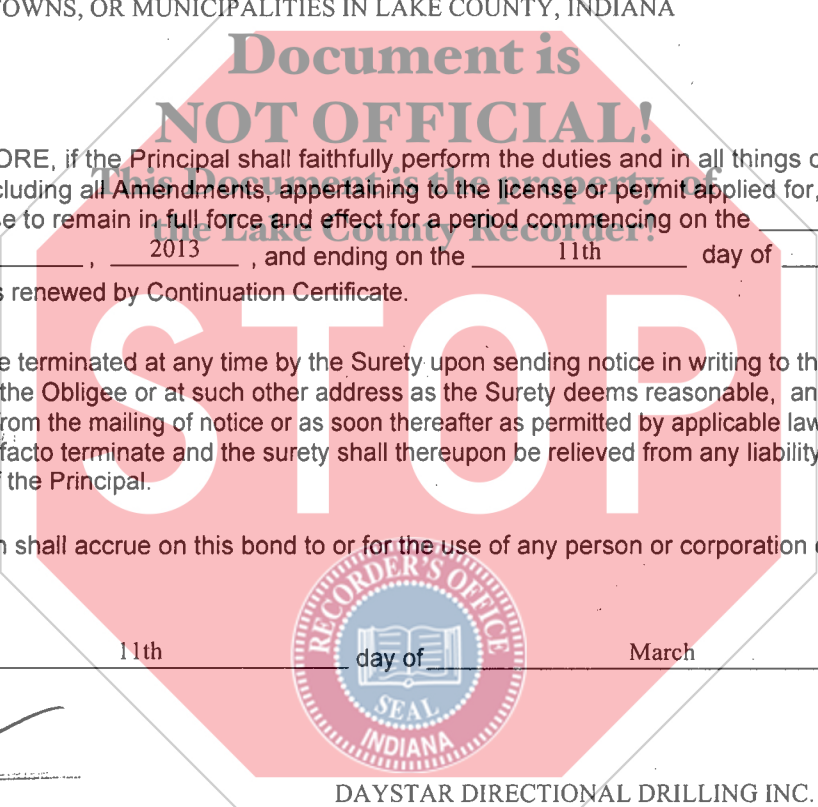 TOWNS, OR MUNICIPALITIES IN LAKE COUNTY, INDIANA
Document is
NOT OFFICIAL!
ORE, if the Principal shall faithfully perform the duties and in all things c
This Document is the property of
cluding all Amendments, appertaining to the license or permit applied for,
se to remain in full force and effect for a period commencing on the
the Lake County Recorder!
, 2013 , and ending on the 11th day of
s renewed by Continuation Certificate.
STOP
e terminated at any time by the Surety upon sending notice in writing to th
the Obligee or at such other address as the Surety deems reasonable, an
rom the mailing of notice or as soon thereafter as permitted by applicable law
facto terminate and the surety shall thereupon be relieved from any liability
f the Principal.
n shall accrue on this bond to or for the use of any person or corporation
RECORDER'S OFFICE
11th day of March
SEAL
INDIANA
DAYSTAR DIRECTIONAL DRILLING INC.